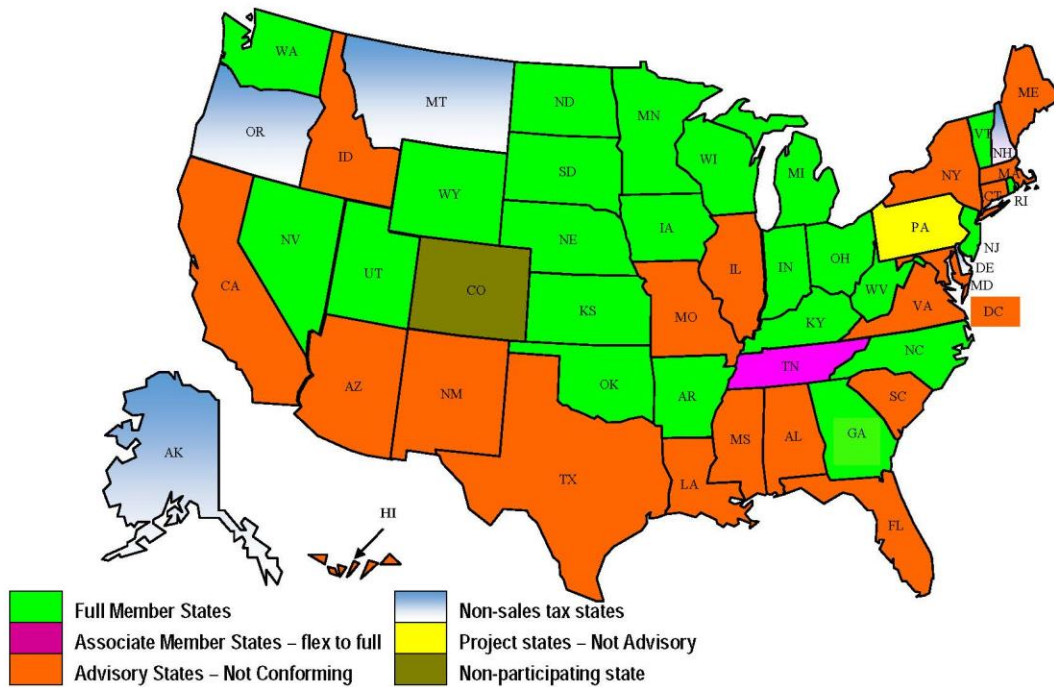 WA
MT
ND
MN
ME
OR
ID
SD
WI
MI
VT
NH
NY
MA
CT
RI
WY
NV
UT
NE
IA
PA
NJ
CA
CO
KS
IL
IN
OH
DE
MD
WV
VA
DC
MO
KY
AZ
NM
OK
AR
TN
NC
SC
MS
AL
GA
TX
LA
FL
AK
HI
Full Member States
Associate Member States – flex to full
Advisory States – Not Conforming
Non-sales tax states
Project states – Not Advisory
Non-participating state